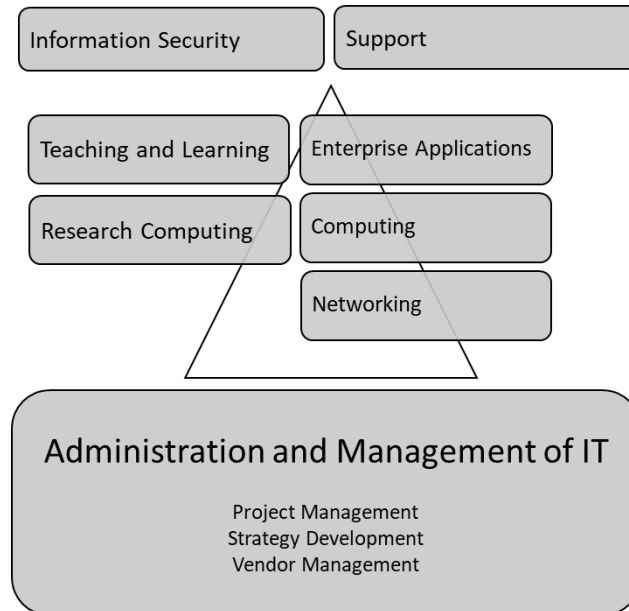 Information Security
Support
Teaching and Learning
Enterprise Applications
Research Computing
Computing
Networking
Administration and Management of IT
Project Management
Strategy Development
Vendor Management